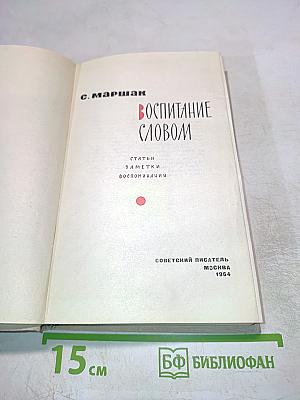 С. МАРШАК
ВОСПИТАНИЕ
СЛОВОМ
СТАТЬИ
ЗАМЕТКИ
ВОСПОМИНАНИЯ
СОВЕТСКИЙ ПИСАТЕЛЬ
МОСКВА
1964
15 см
БФ БИБЛИОФАН